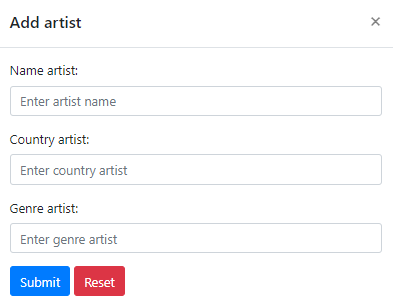 Add artist ×
Name artist:
Enter artist name
Country artist:
Enter country artist
Genre artist:
Enter genre artist
Submit Reset